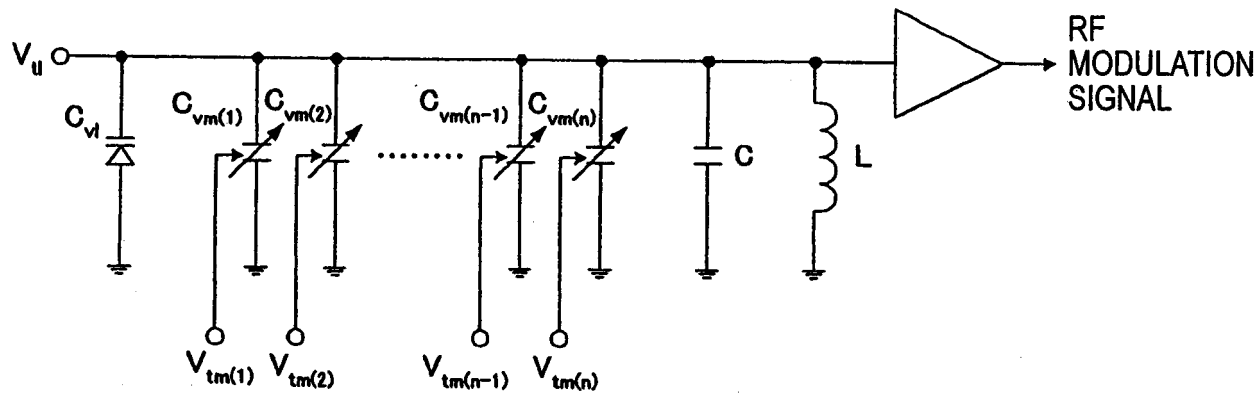 Vtl
RF
MODULATION
SIGNAL
Cvl
Cvm(1)
Cvm(2)
Cvm(n-1)
Cvm(n)
C
L
Vtm(1)
Vtm(2)
Vtm(n-1)
Vtm(n)